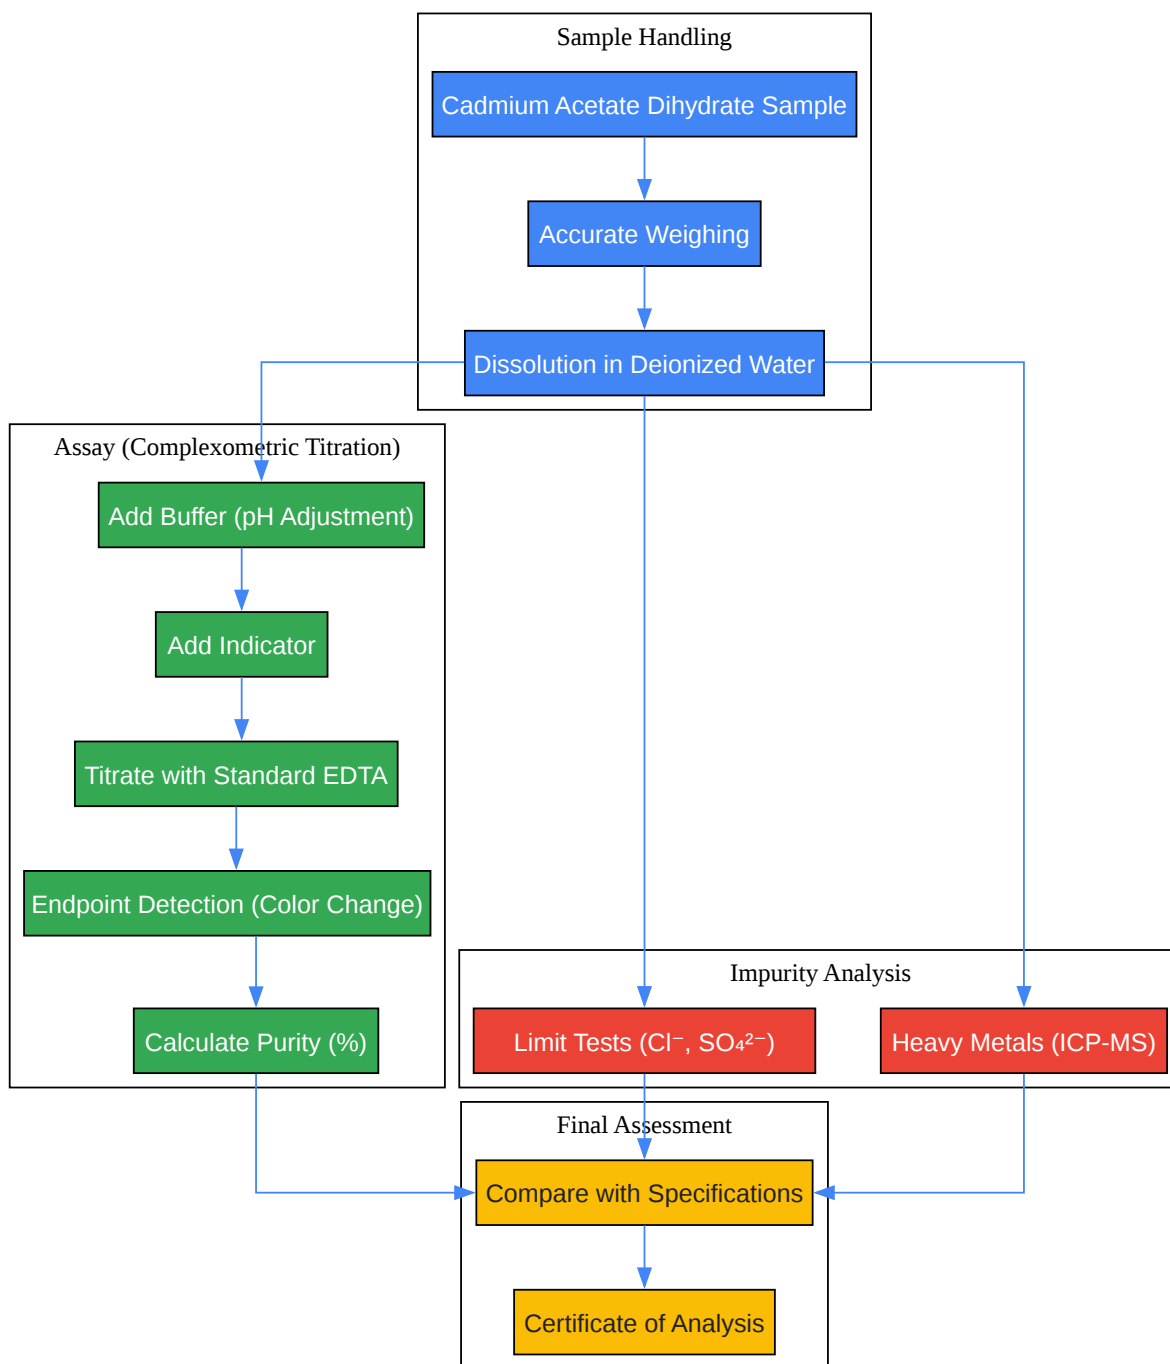 Sample Handling
Cadmium Acetate Dihydrate Sample
Accurate Weighing
Dissolution in Deionized Water
Assay (Complexometric Titration)
Add Buffer (pH Adjustment)
Add Indicator
Titrate with Standard EDTA
Endpoint Detection (Color Change)
Calculate Purity (%)
Impurity Analysis
Limit Tests (Cl⁻, SO₄²⁻)
Heavy Metals (ICP-MS)
Final Assessment
Compare with Specifications
Certificate of Analysis